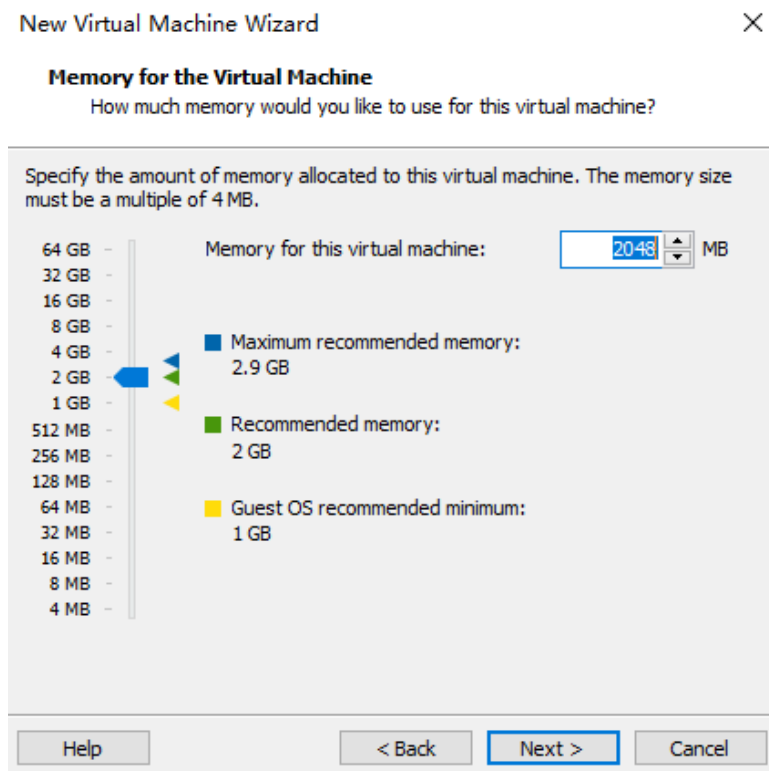 New Virtual Machine Wizard
Memory for the Virtual Machine
How much memory would you like to use for this virtual machine?
Specify the amount of memory allocated to this virtual machine. The memory size
must be a multiple of 4 MB.
Memory for this virtual machine: 2048 MB
64 GB
32 GB
16 GB
8 GB
4 GB
2 GB
1 GB
512 MB
256 MB
128 MB
64 MB
32 MB
16 MB
8 MB
4 MB
Maximum recommended memory:
2.9 GB
Recommended memory:
2 GB
Guest OS recommended minimum:
1 GB
Help < Back Next > Cancel